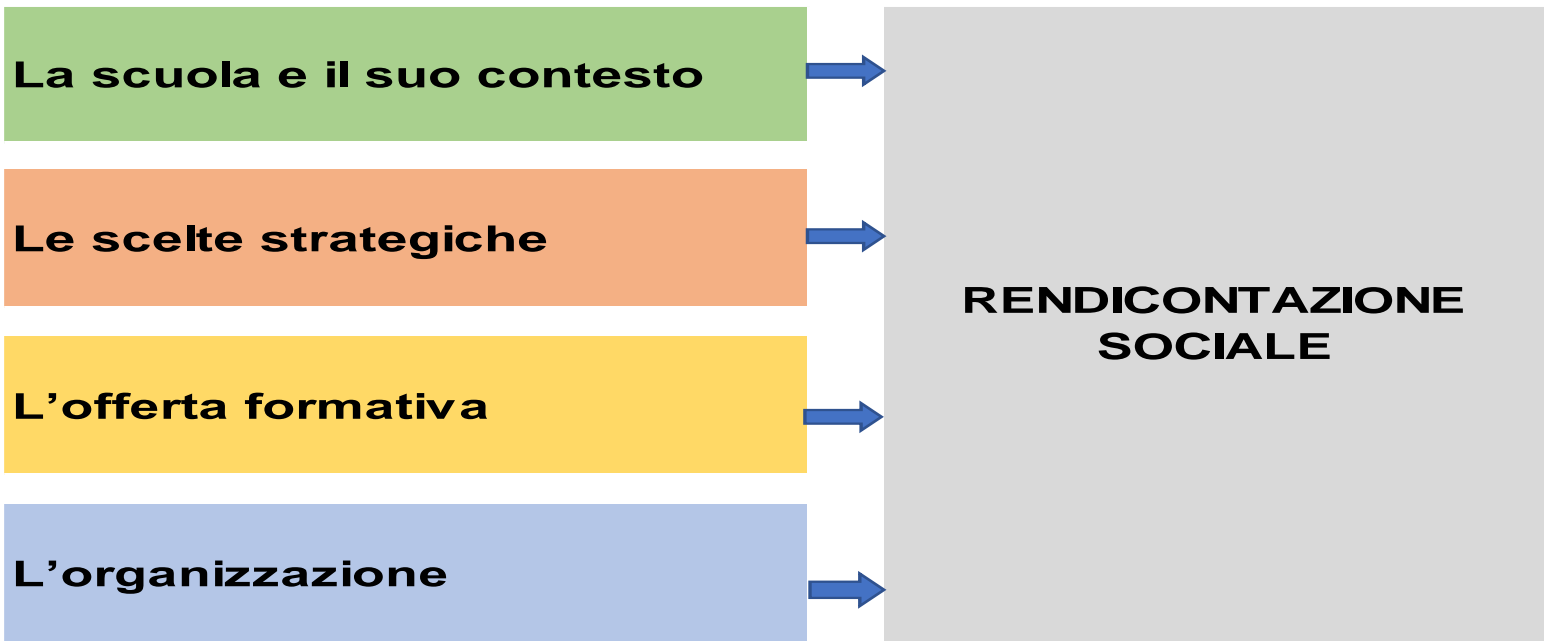 La scuola e il suo contesto
Le scelte strategiche
L’offerta formativa
L’organizzazione
RENDICONTAZIONE
SOCIALE